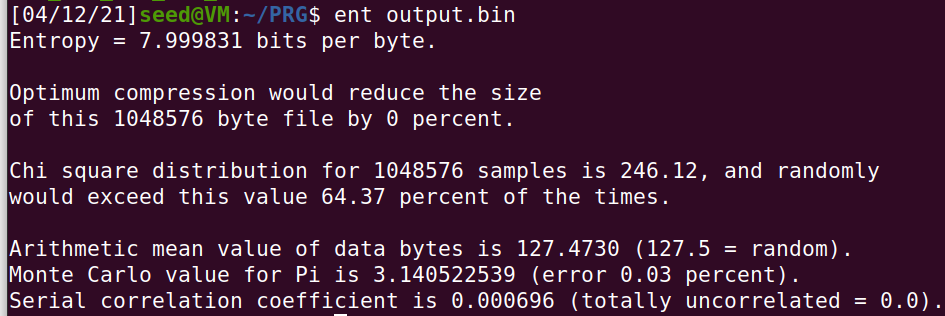 [04/12/21]seed@VM:~/PRG$ ent output.bin
Entropy = 7.999831 bits per byte.
Optimum compression would reduce the size
of this 1048576 byte file by 0 percent.
Chi square distribution for 1048576 samples is 246.12, and randomly
would exceed this value 64.37 percent of the times.
Arithmetic mean value of data bytes is 127.4730 (127.5 = random).
Monte Carlo value for Pi is 3.140522539 (error 0.03 percent).
Serial correlation coefficient is 0.000696 (totally uncorrelated = 0.0).